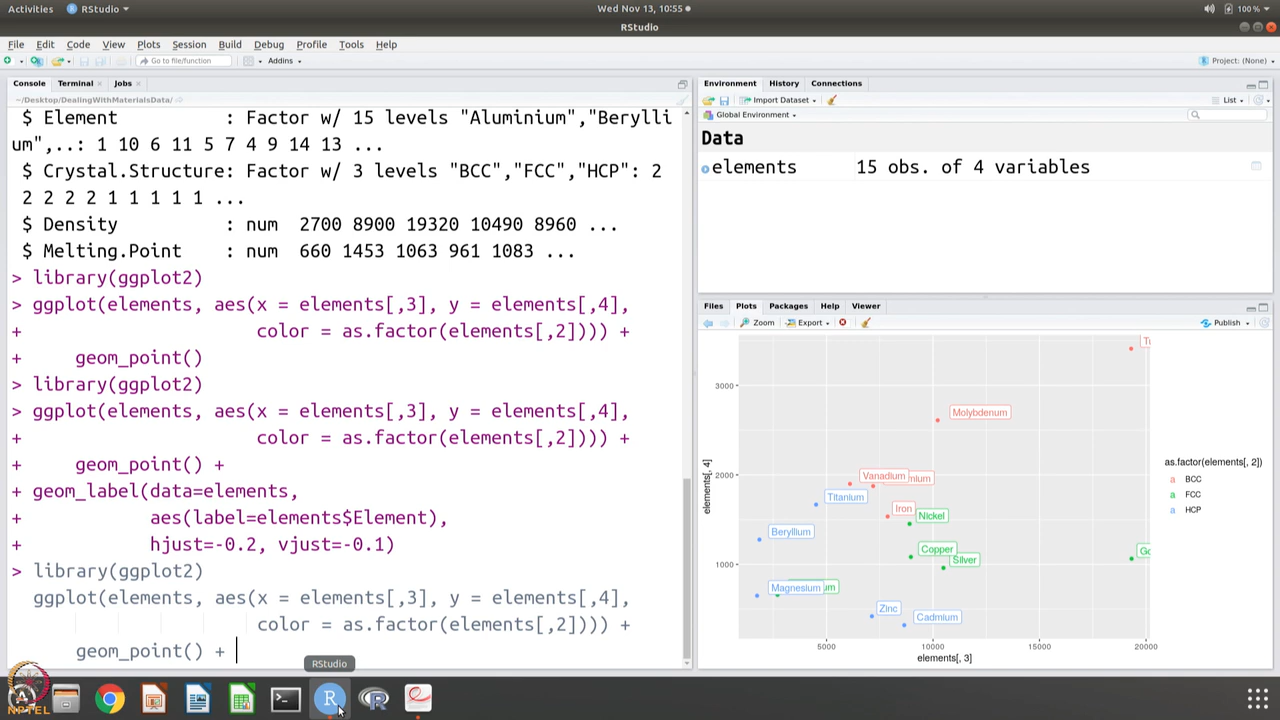 Activities RStudio Wed Nov 13, 10:55 100 %
RStudio
File Edit Code View Plots Session Build Debug Profile Tools Help
Go to file/function Addins Project: (None)
Console Terminal Jobs
~/Desktop/DealingWithMaterialsData/
$ Element : Factor w/ 15 levels "Aluminium","Berylli
um",..: 1 10 6 11 5 7 4 9 14 13 ...
$ Crystal.Structure: Factor w/ 3 levels "BCC","FCC","HCP": 2
2 2 2 2 1 1 1 1 1 ...
$ Density : num 2700 8900 19320 10490 8960 ...
$ Melting.Point : num 660 1453 1063 961 1083 ...
> library(ggplot2)
> ggplot(elements, aes(x = elements[,3], y = elements[,4],
+ color = as.factor(elements[,2]))) +
+ geom_point()
> library(ggplot2)
> ggplot(elements, aes(x = elements[,3], y = elements[,4],
+ color = as.factor(elements[,2]))) +
+ geom_point() +
+ geom_label(data=elements,
+ aes(label=elements$Element),
+ hjust=-0.2, vjust=-0.1)
> library(ggplot2)
ggplot(elements, aes(x = elements[,3], y = elements[,4],
color = as.factor(elements[,2]))) +
geom_point() +
RStudio
NPTEL
Environment History Connections
Import Dataset List
Global Environment
Data
elements 15 obs. of 4 variables
Files Plots Packages Help Viewer
Zoom Export Publish
elements[, 4]
3000
2000
1000
Tu
Molybdenum
Vanadium mium
Titanium
Iron
Nickel
Beryllium
Copper
Silver
Go
Magnesium um
Zinc
Cadmium
5000 10000 15000 20000
elements[, 3]
as.factor(elements[, 2])
a BCC
a FCC
a HCP